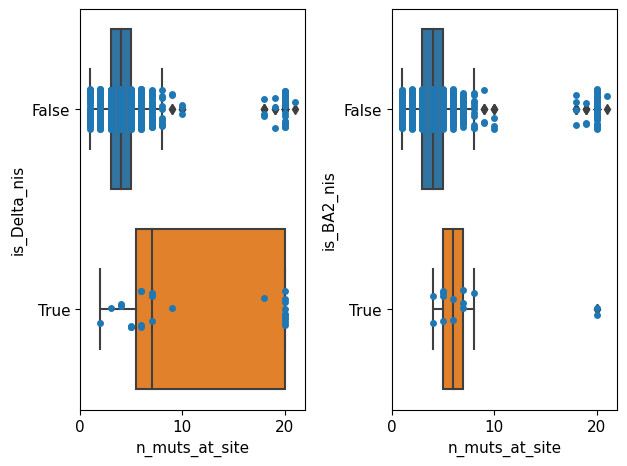 is_Delta_nis
False
True
0
10
20
n_muts_at_site
is_BA2_nis
False
True
0
10
20
n_muts_at_site